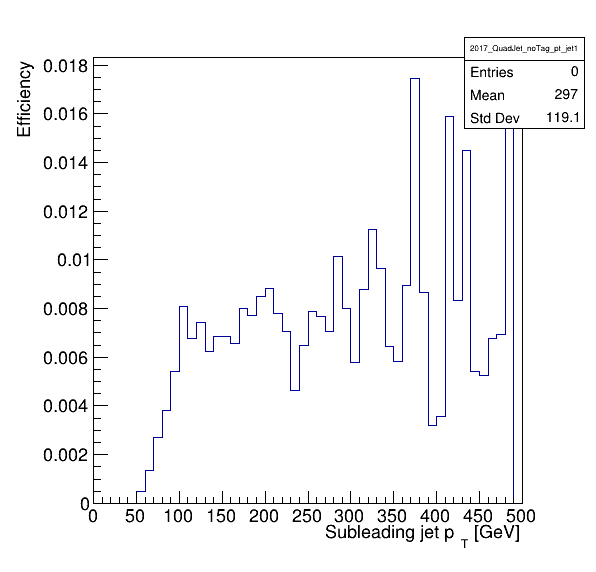 2017_QuadJet_noTag_pt_jet1
Entries 0
Mean 297
Std Dev 119.1
Efficiency
0.018
0.016
0.014
0.012
0.01
0.008
0.006
0.004
0.002
0
0 50 100 150 200 250 300 350 400 450 500
Subleading jet p T [GeV]